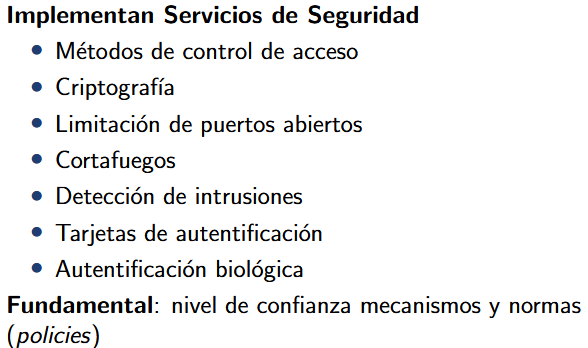 Implementan Servicios de Seguridad
• Métodos de control de acceso
• Criptografía
• Limitación de puertos abiertos
• Cortafuegos
• Detección de intrusiones
• Tarjetas de autentificación
• Autentificación biológica
Fundamental: nivel de confianza mecanismos y normas
(policies)